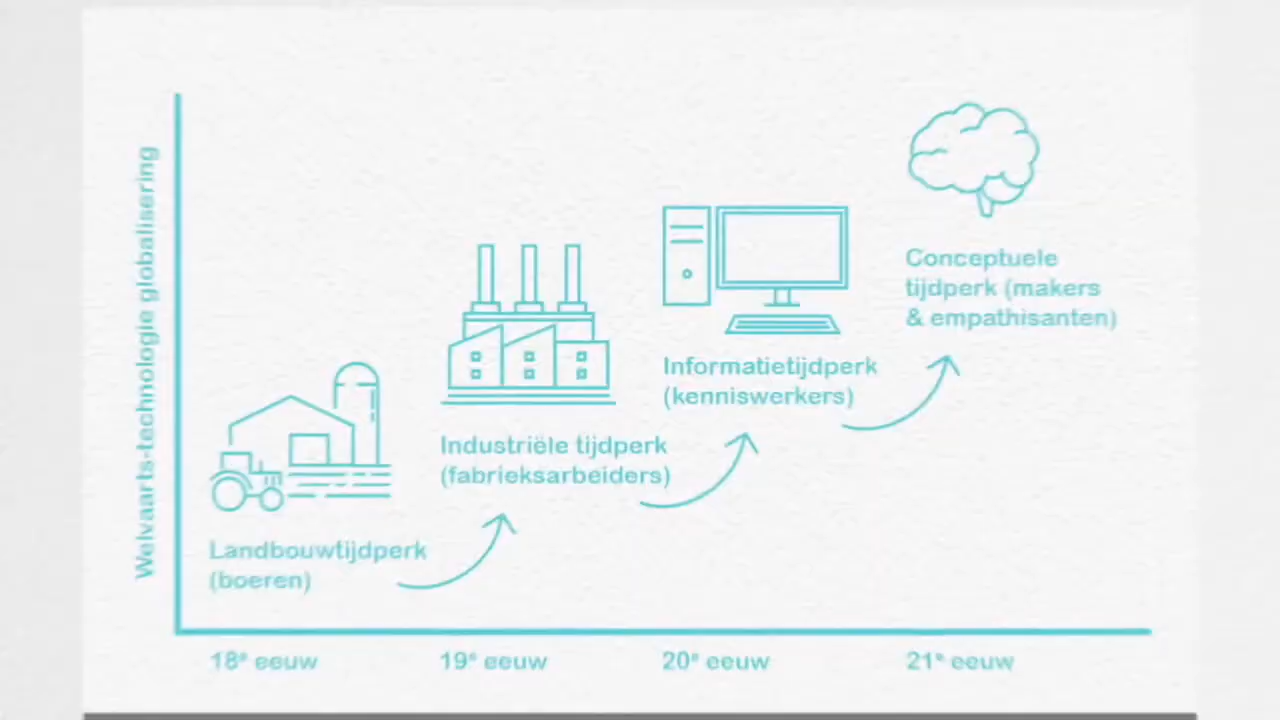 Welvaarts-technologie globalisering
Conceptuele
tijdperk (makers
& empathisanten)
Informatietijdperk
(kenniswerkers)
Industriële tijdperk
(fabrieksarbeiders)
Landbouwtijdperk
(boeren)
18e eeuw
19e eeuw
20e eeuw
21e eeuw